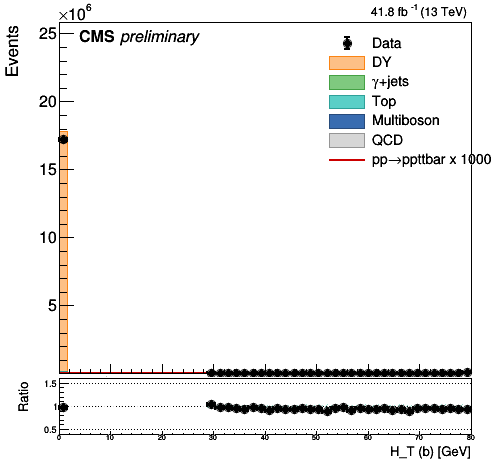 ×10⁶
41.8 fb⁻¹ (13 TeV)
CMS preliminary
Events
25
20
15
10
5
Data
DY
γ+jets
Top
Multiboson
QCD
pp→ppttbar x 1000
Ratio
1.5
1
0.5
0 10 20 30 40 50 60 70 80
H_T (b) [GeV]